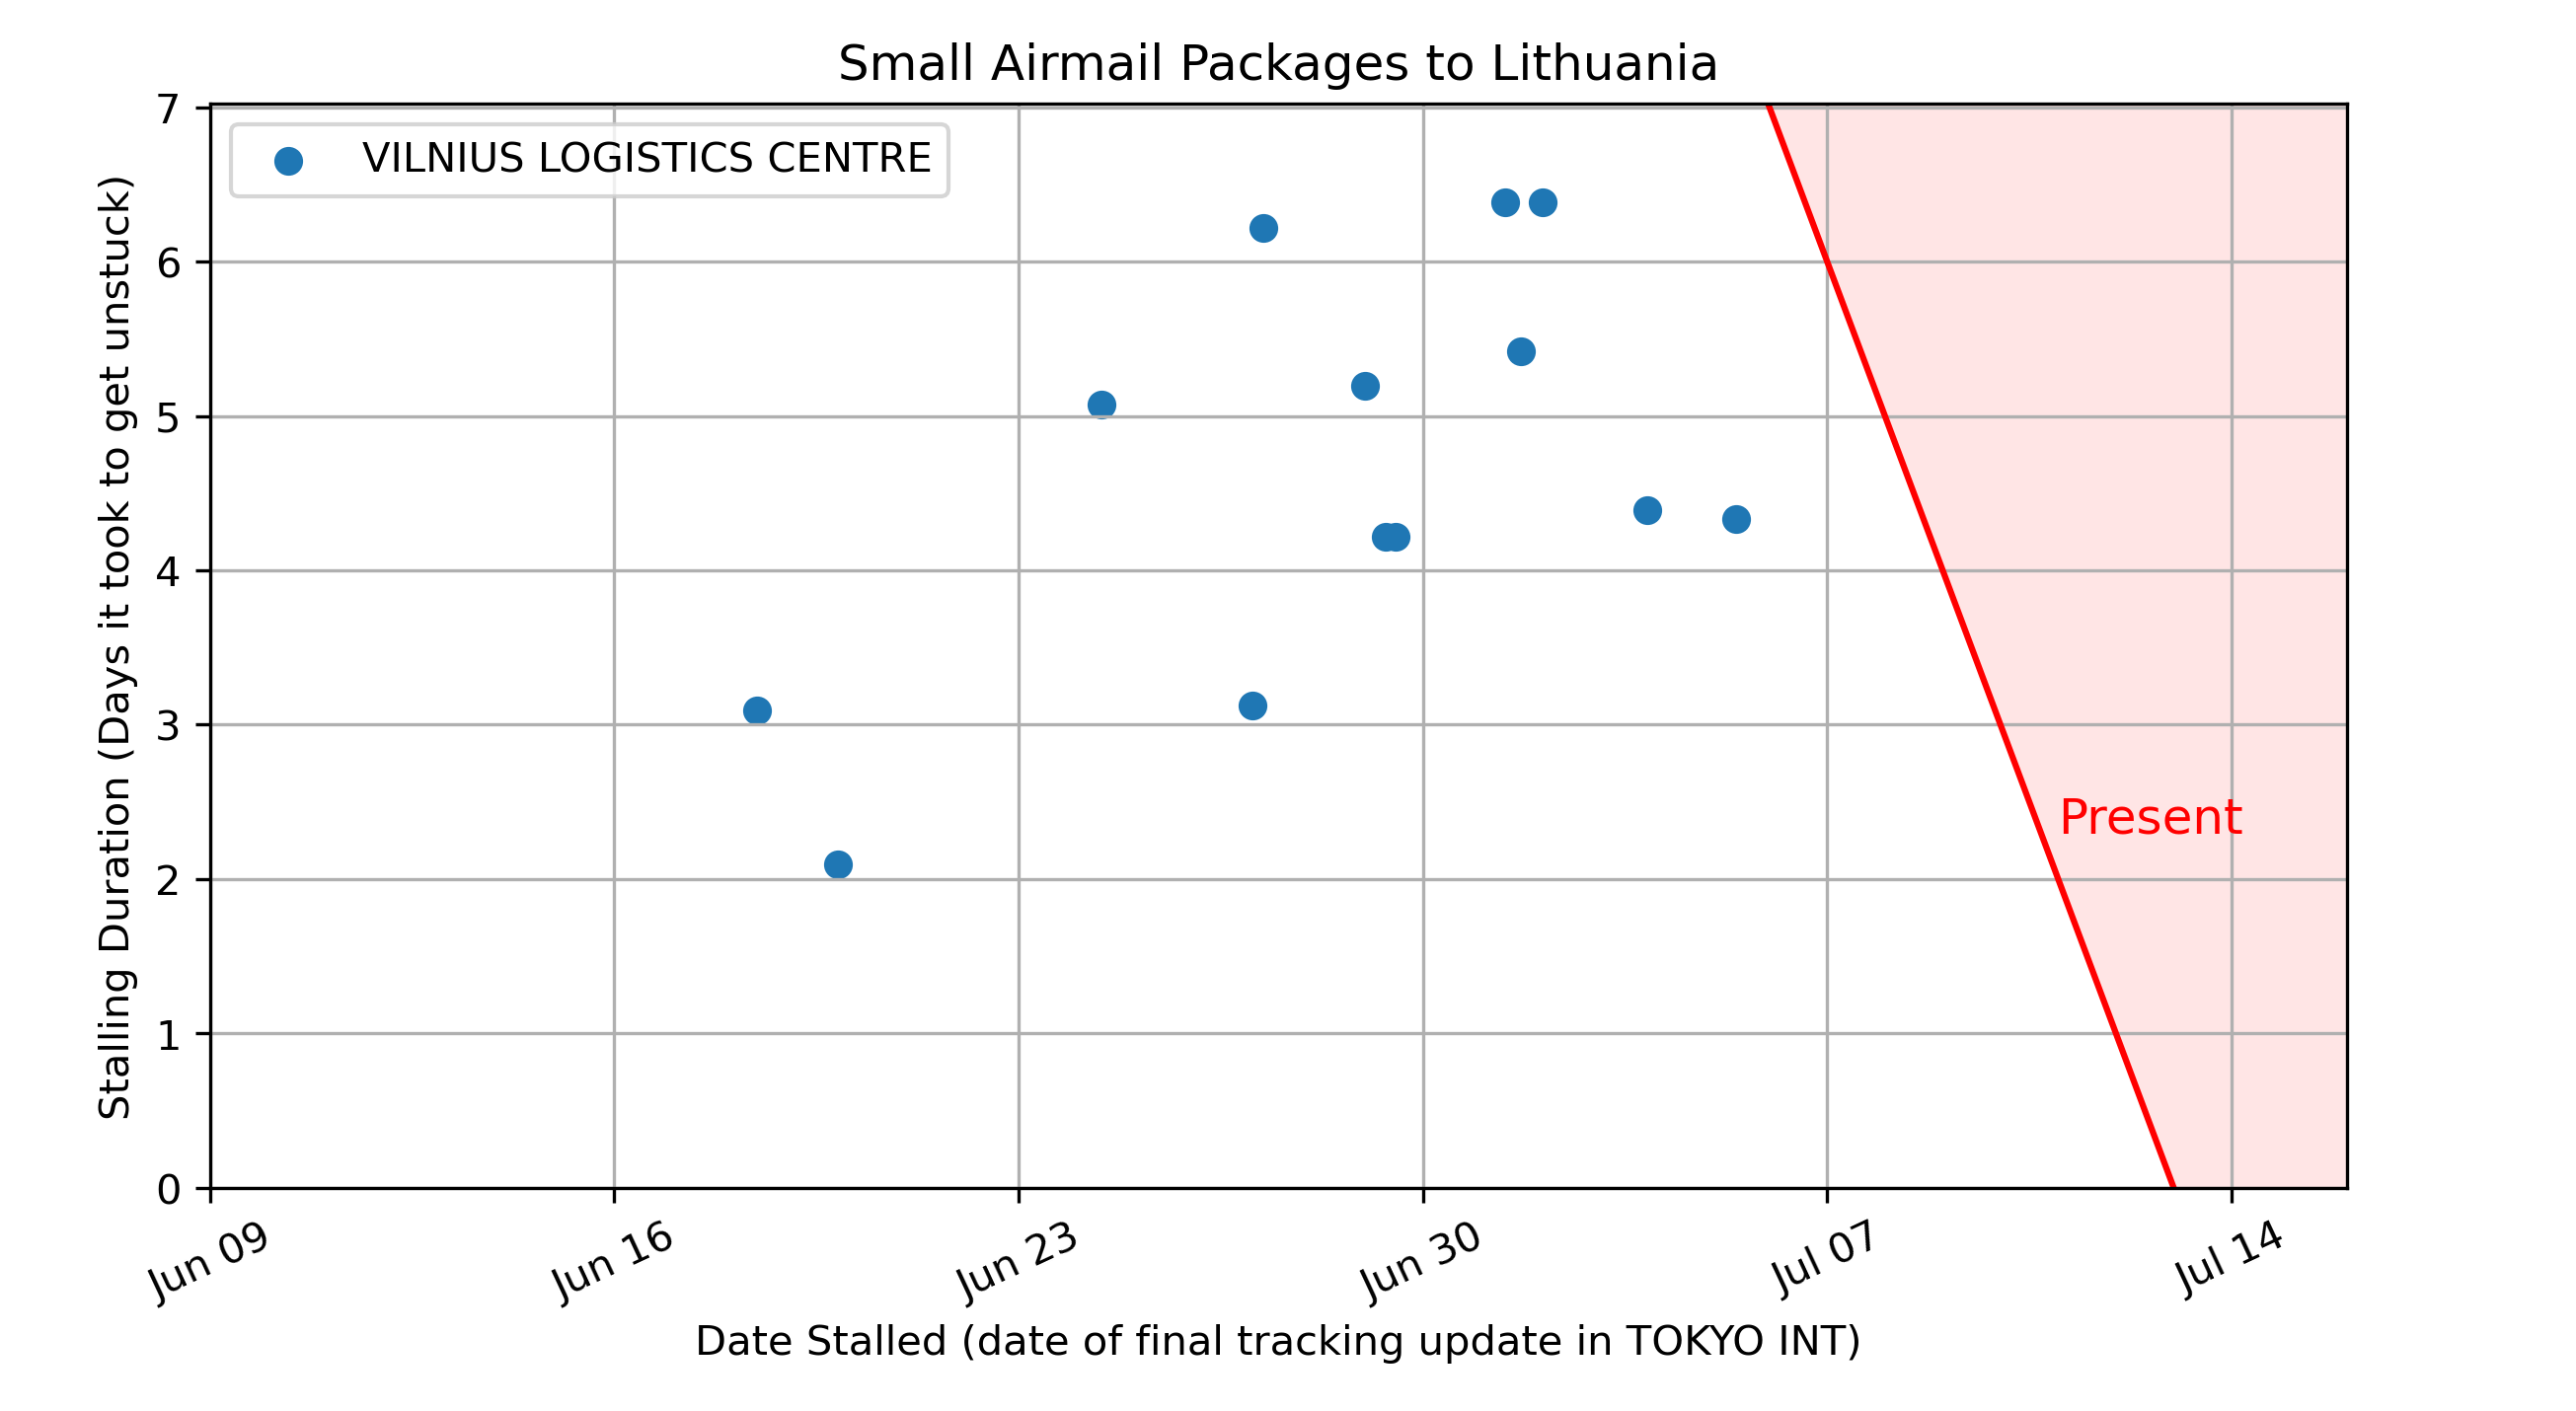 Small Airmail Packages to Lithuania
VILNIUS LOGISTICS CENTRE
Stalling Duration (Days it took to get unstuck)
7
6
5
4
3
2
1
0
Present
Jun 09
Jun 16
Jun 23
Jun 30
Jul 07
Jul 14
Date Stalled (date of final tracking update in TOKYO INT)